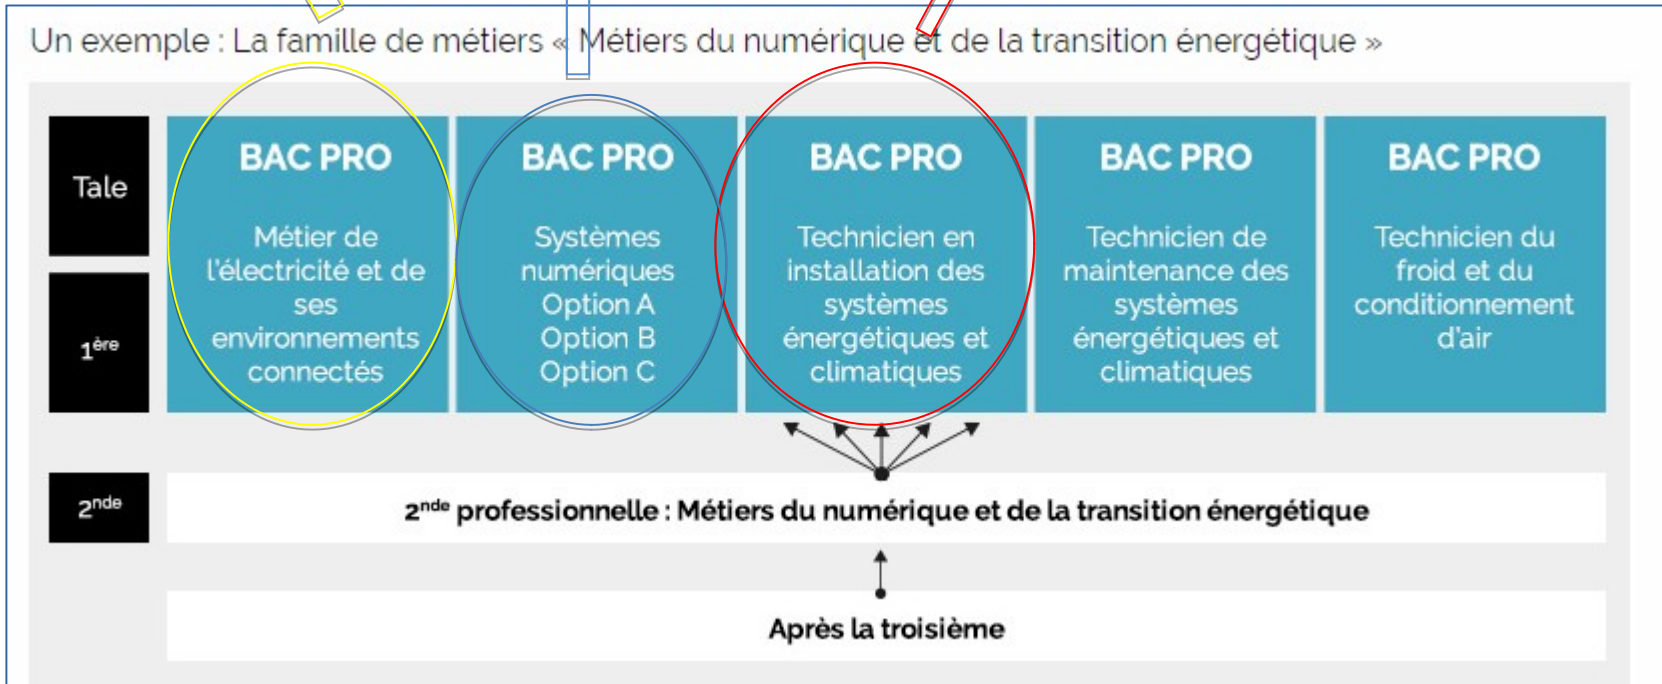 Un exemple : La famille de métiers « Métiers du numérique et de la transition énergétique »
Tale
1ère
BAC PRO
Métier de
l'électricité et de
ses
environnements
connectés
BAC PRO
Systèmes
numériques
Option A
Option B
Option C
BAC PRO
Technicien en
installation des
systèmes
énergétiques et
climatiques
BAC PRO
Technicien de
maintenance des
systèmes
énergétiques et
climatiques
BAC PRO
Technicien du
froid et du
conditionnement
d'air
2nde
2nde professionnelle : Métiers du numérique et de la transition énergétique
Après la troisième